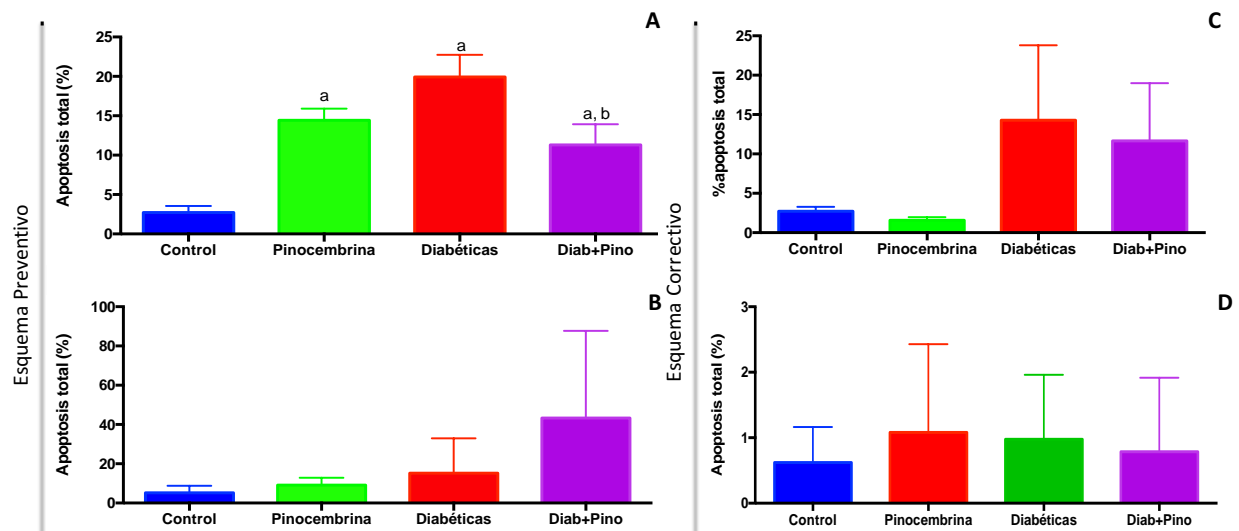 Esquema Preventivo
A
Apoptosis total (%)
25
20
15
10
5
0
a
a
a, b
Control Pinocembrina Diabéticas Diab+Pino
B
Apoptosis total (%)
100
80
60
40
20
0
Control Pinocembrina Diabéticas Diab+Pino
Esquema Correctivo
C
%apoptosis total
25
20
15
10
5
0
Control Pinocembrina Diabéticas Diab+Pino
D
Apoptosis total (%)
3
2
1
0
Control Pinocembrina Diabéticas Diab+Pino